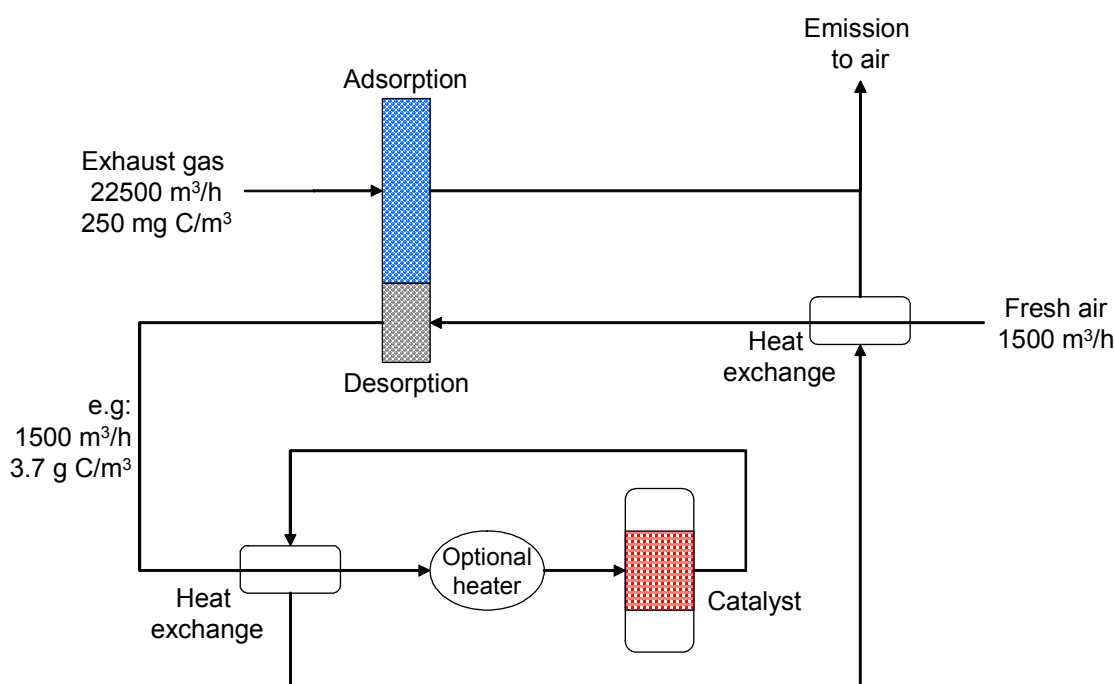 Emission
to air
Adsorption
Exhaust gas
22500 m³/h
250 mg C/m³
Fresh air
1500 m³/h
Heat
exchange
Desorption
e.g:
1500 m³/h
3.7 g C/m³
Optional
heater
Heat
exchange
Catalyst